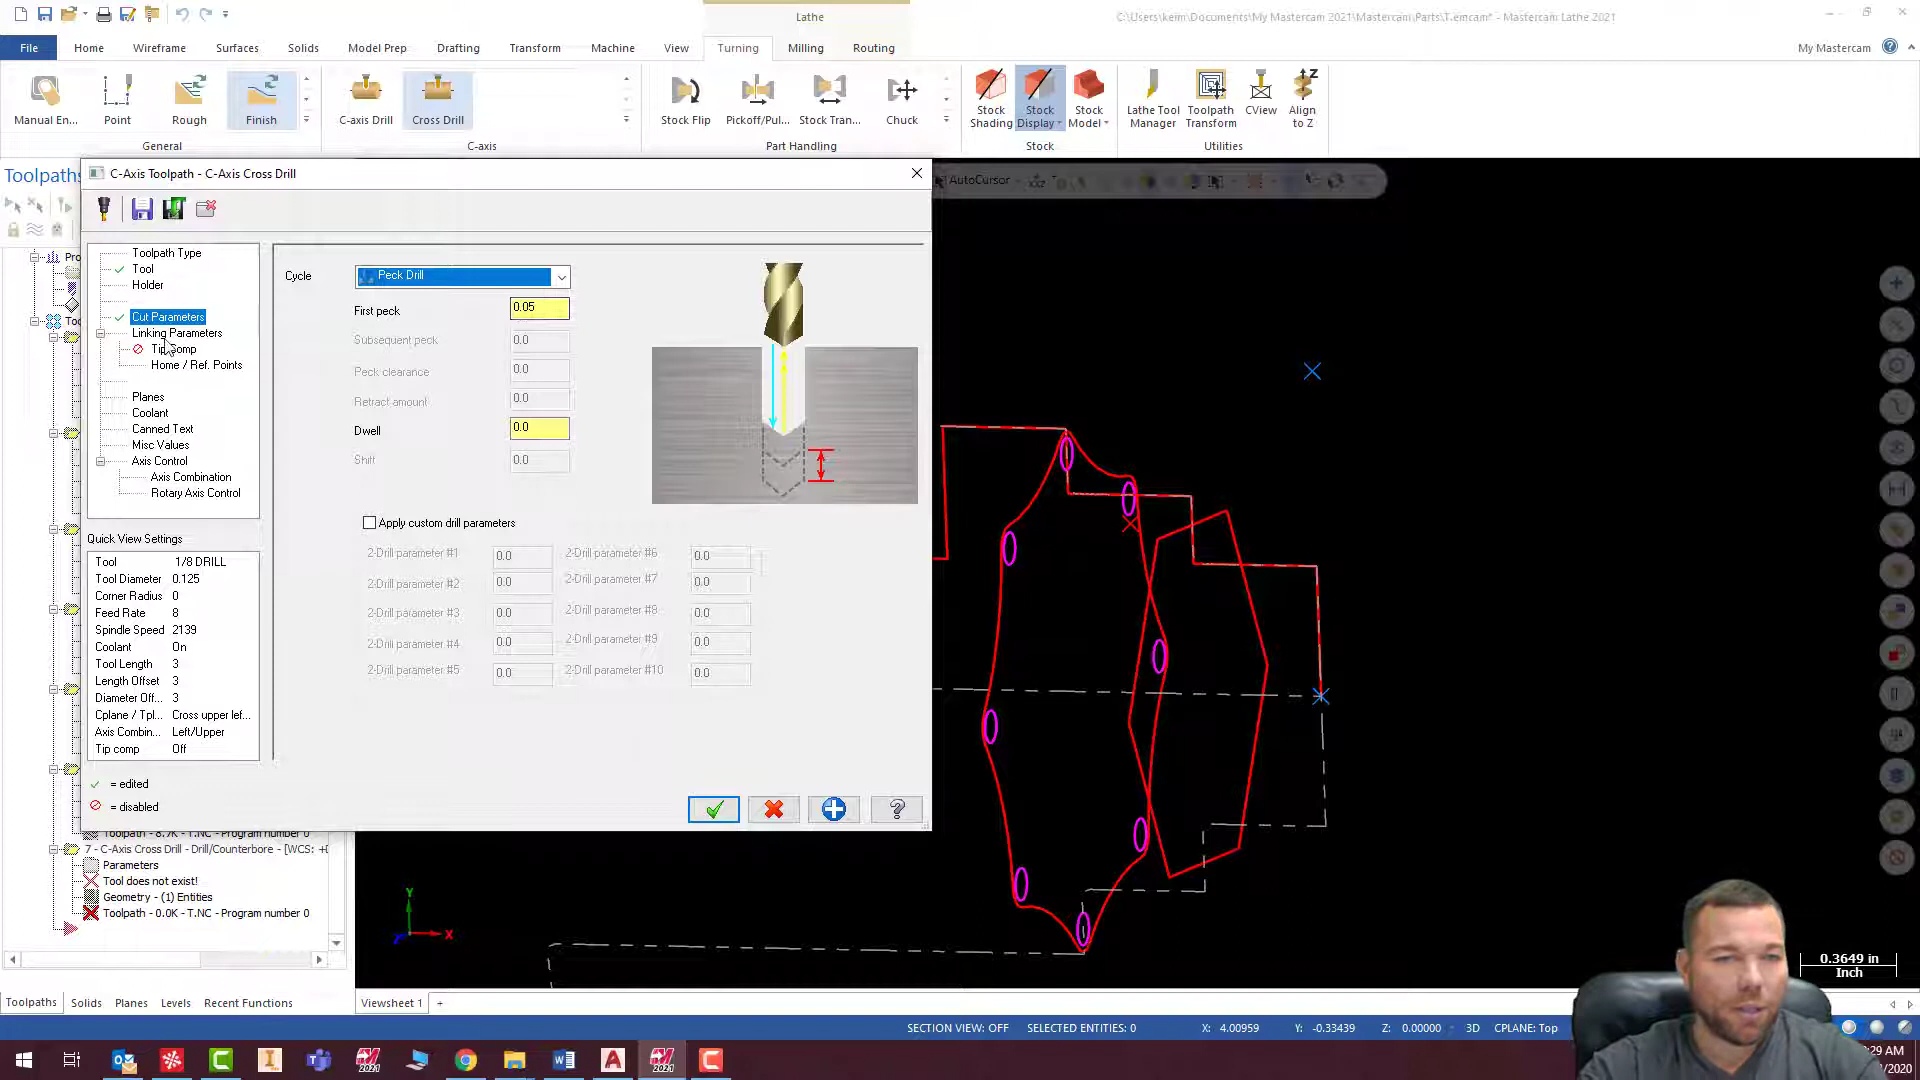 Lathe
C:\Users\keim\Documents\My Mastercam 2021\Mastercam\Parts\T.emcam* - Mastercam Lathe 2021
File Home Wireframe Surfaces Solids Model Prep Drafting Transform Machine View Turning Milling Routing My Mastercam
Manual En... Point Rough Finish C-axis Drill Cross Drill Stock Flip Pickoff/Pul... Stock Tran... Chuck Stock Shading Stock Display Stock Model Lathe Tool Manager Toolpath Transform CView Align to Z
General C-axis Part Handling Stock Utilities
Toolpaths
C-Axis Toolpath - C-Axis Cross Drill
AutoCursor
Toolpath Type
Tool
Holder
Cut Parameters
Linking Parameters
Tip Comp
Home / Ref. Points
Planes
Coolant
Canned Text
Misc Values
Axis Control
Axis Combination
Rotary Axis Control
Cycle Peck Drill
First peck 0.05
Subsequent peck 0.0
Peck clearance 0.0
Retract amount 0.0
Dwell 0.0
Shift 0.0
Apply custom drill parameters
2-Drill parameter #1 0.0 2-Drill parameter #6 0.0
2-Drill parameter #2 0.0 2-Drill parameter #7 0.0
2-Drill parameter #3 0.0 2-Drill parameter #8 0.0
2-Drill parameter #4 0.0 2-Drill parameter #9 0.0
2-Drill parameter #5 0.0 2-Drill parameter #10 0.0
Quick View Settings
Tool 1/8 DRILL
Tool Diameter 0.125
Corner Radius 0
Feed Rate 8
Spindle Speed 2139
Coolant On
Tool Length 3
Length Offset 3
Diameter Off... 3
Cplane / Tpl... Cross upper lef...
Axis Combin... Left/Upper
Tip comp Off
= edited
= disabled
Toolpath - 8.7K - T.NC - Program number 0
7 - C-Axis Cross Drill - Drill/Counterbore - [WCS: +D
Parameters
Tool does not exist!
Geometry - (1) Entities
Toolpath - 0.0K - T.NC - Program number 0
Y
X
Z
0.3649 in
Inch
Toolpaths Solids Planes Levels Recent Functions Viewsheet 1 +
SECTION VIEW: OFF SELECTED ENTITIES: 0 X: 4.00959 Y: -0.33439 Z: 0.00000 3D CPLANE: Top
2021 2021
:29 AM
/2020